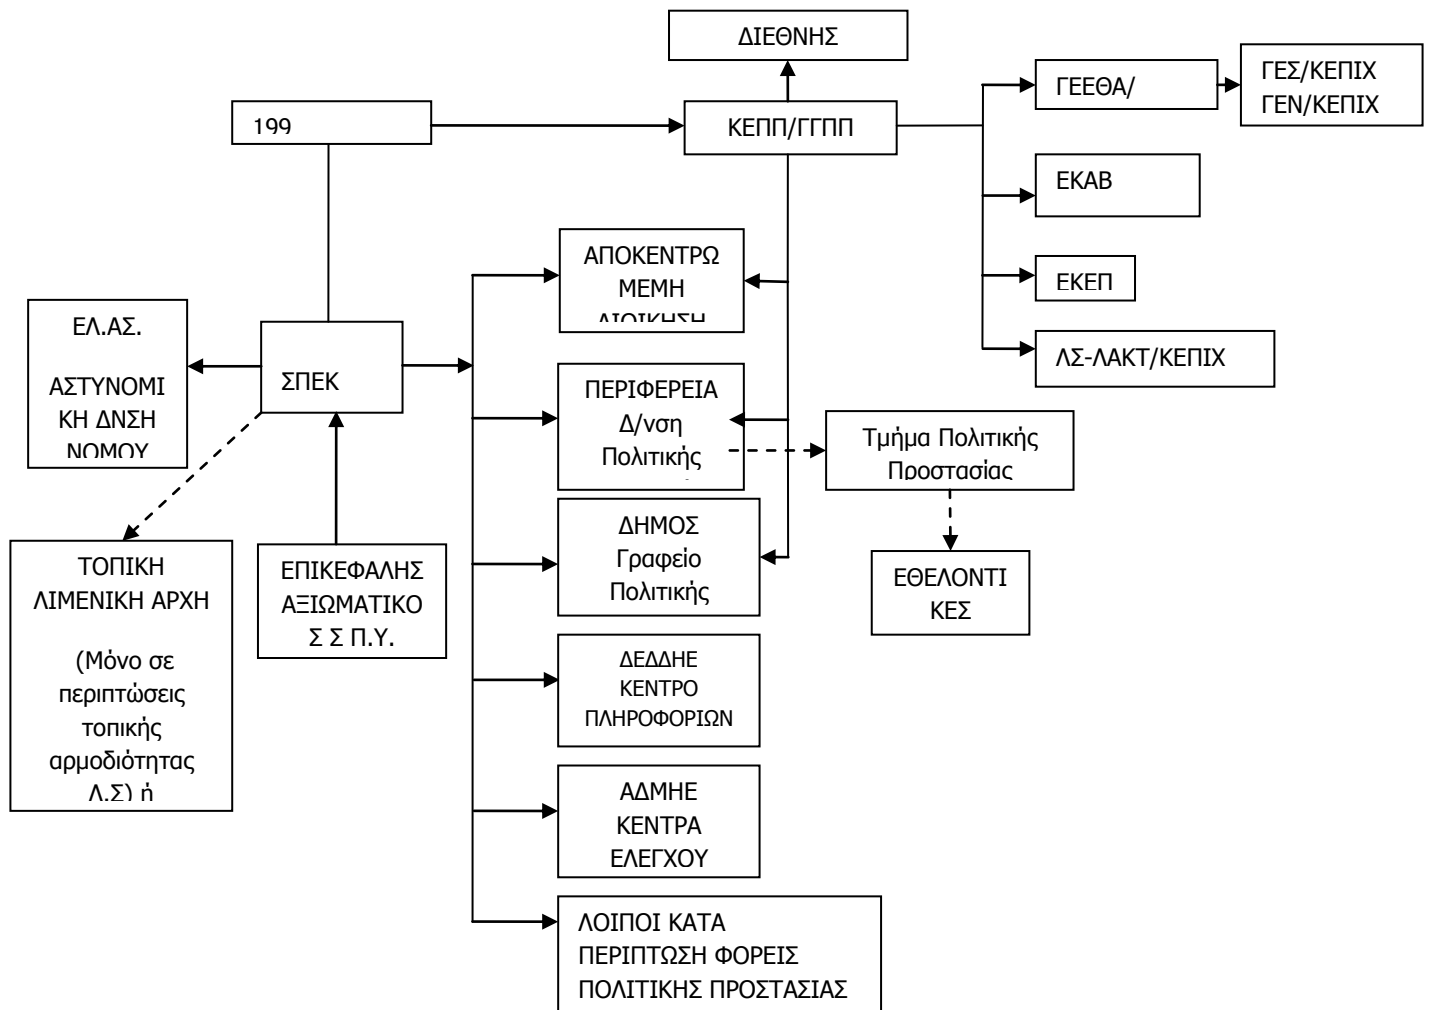 ΔΙΕΘΝΗΣ
199
ΚΕΠΠ/ΓΓΠΠ
ΓΕΕΘΑ/
ΓΕΣ/ΚΕΠΙΧ
ΓΕΝ/ΚΕΠΙΧ
ΕΚΑΒ
ΕΚΕΠ
ΛΣ-ΛΑΚΤ/ΚΕΠΙΧ
ΑΠΟΚΕΝΤΡΩ
ΜΕΜΗ
ΔΙΟΙΚΗΣΗ
ΕΛ.ΑΣ.
ΑΣΤΥΝΟΜΙ
ΚΗ ΔΝΣΗ
ΝΟΜΟΥ
ΣΠΕΚ
ΠΕΡΙΦΕΡΕΙΑ
Δ/νση
Πολιτικής
Τμήμα Πολιτικής
Προστασίας
ΔΗΜΟΣ
Γραφείο
Πολιτικής
ΕΘΕΛΟΝΤΙ
ΚΕΣ
ΤΟΠΙΚΗ
ΛΙΜΕΝΙΚΗ ΑΡΧΗ
(Μόνο σε
περιπτώσεις
τοπικής
αρμοδιότητας
Λ.Σ) ή
ΕΠΙΚΕΦΑΛΗΣ
ΑΞΙΩΜΑΤΙΚΟ
Σ Σ Π.Υ.
ΔΕΔΔΗΕ
ΚΕΝΤΡΟ
ΠΛΗΡΟΦΟΡΙΩΝ
ΑΔΜΗΕ
ΚΕΝΤΡΑ
ΕΛΕΓΧΟΥ
ΛΟΙΠΟΙ ΚΑΤΑ
ΠΕΡΙΠΤΩΣΗ ΦΟΡΕΙΣ
ΠΟΛΙΤΙΚΗΣ ΠΡΟΣΤΑΣΙΑΣ